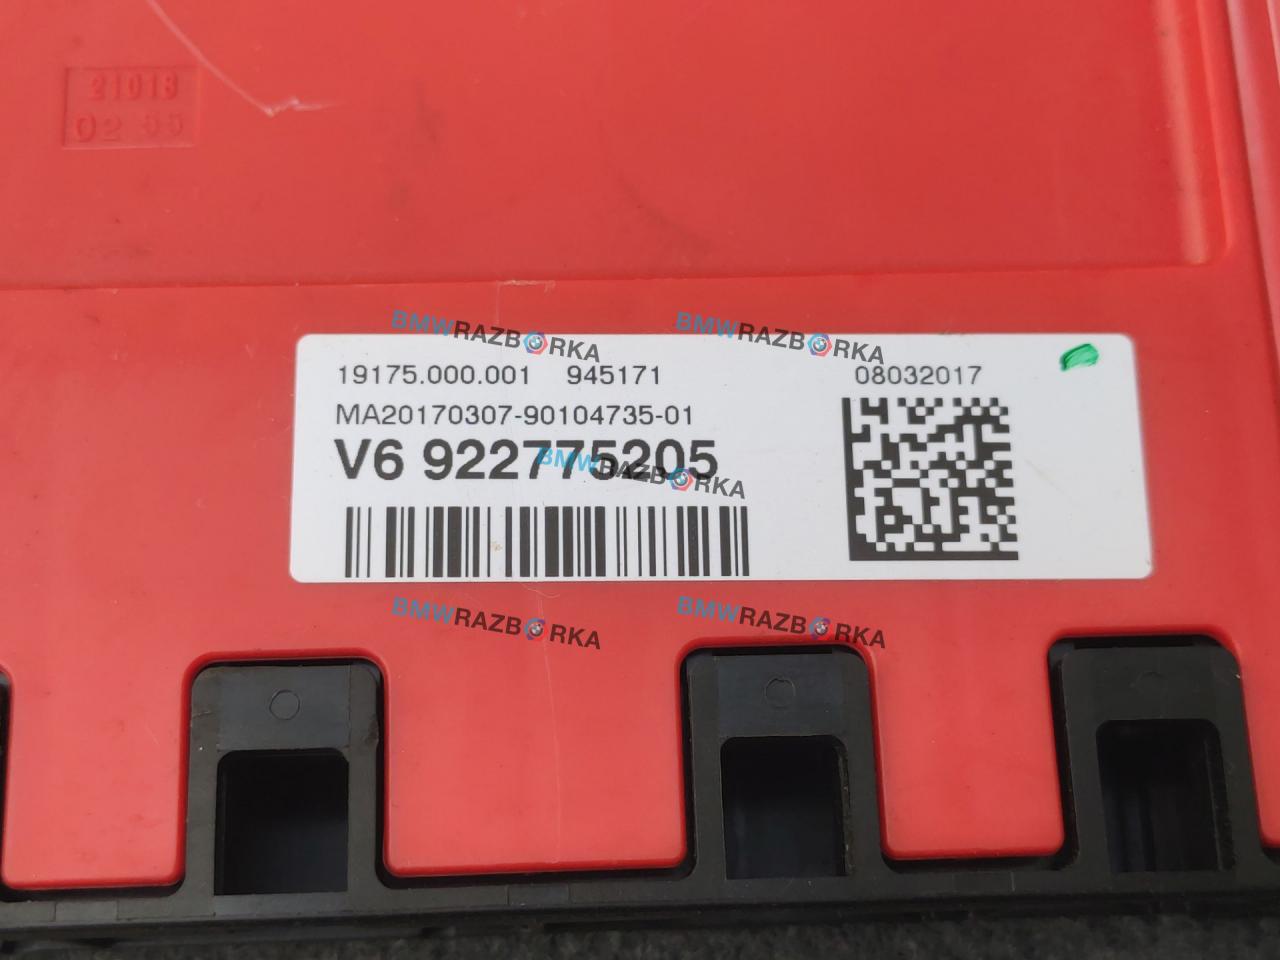 21018
02 55
BMWRAZBORKA BMWRAZBORKA
19175.000.001 945171 08032017
MA20170307-90104735-01
V6 922775205
BMWRAZBORKA
BMWRAZBORKA BMWRAZBORKA